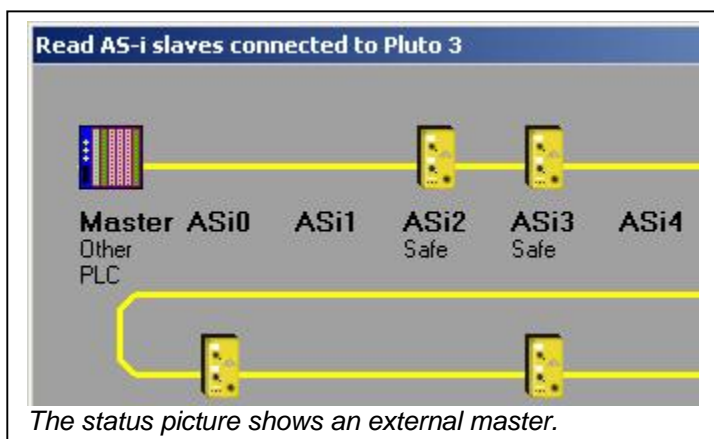 Read AS-i slaves connected to Pluto 3
Master ASi0 ASi1 ASi2 ASi3 ASi4
Other Safe Safe
PLC
The status picture shows an external master.